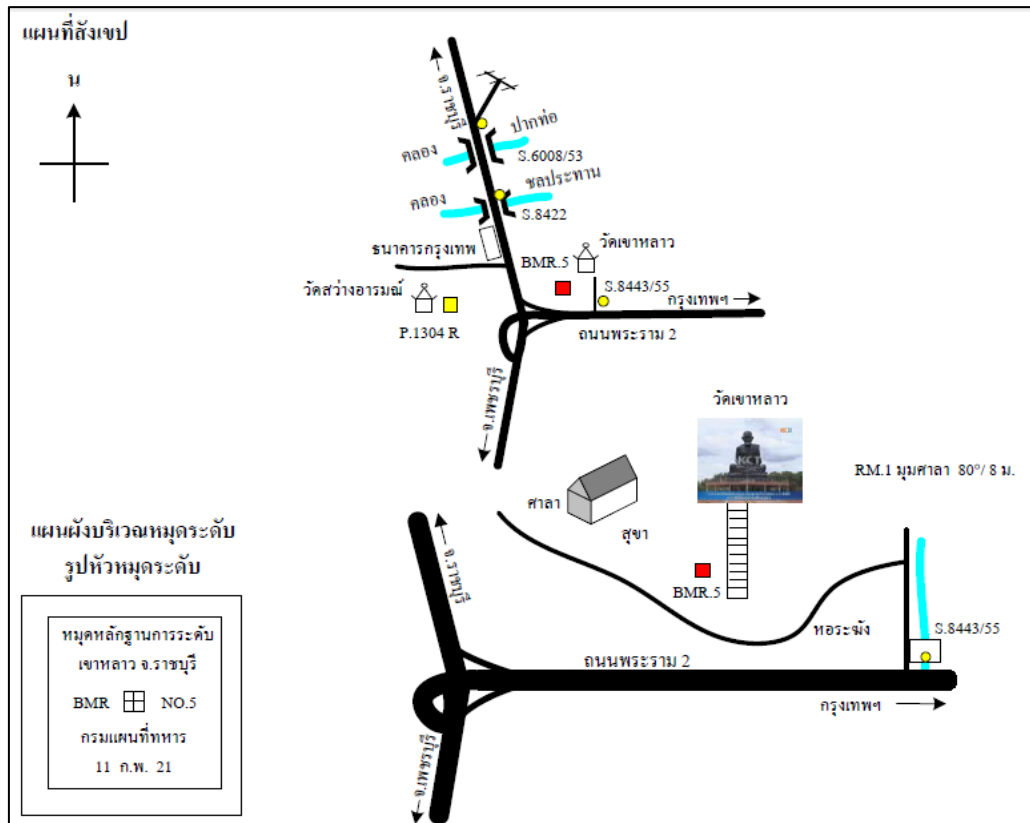 แผนที่สังเขป
น
จ.ราชบุรี
ปากท่อ
คลอง
S.6008/53
ชลประทาน
คลอง
S.8422
ธนาคารกรุงเทพ
วัดเขาหลาว
BMR.5
S.8443/55
วัดสว่างอารมณ์
กรุงเทพฯ
P.1304 R
ถนนพระราม 2
จ.เพชรบุรี
วัดเขาหลาว
RM.1 มุมศาลา 80°/ 8 ม.
ศาลา
สุขา
แผนผังบริเวณหมุดระดับ
รูปหัวหมุดระดับ
จ.ราชบุรี
BMR.5
หอระฆัง
S.8443/55
ถนนพระราม 2
กรุงเทพฯ
จ.เพชรบุรี
หมุดหลักฐานการระดับ
เขาหลาว จ.ราชบุรี
BMR NO.5
กรมแผนที่ทหาร
11 ก.พ. 21